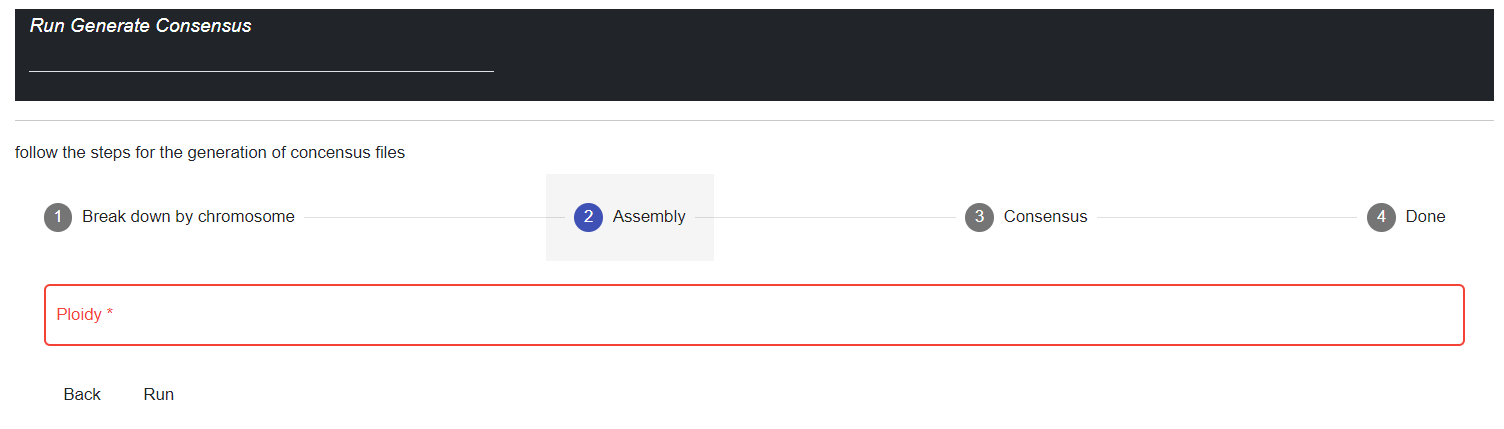 Run Generate Consensus
follow the steps for the generation of concensus files
1 Break down by chromosome 2 Assembly 3 Consensus 4 Done
Ploidy *
Back Run